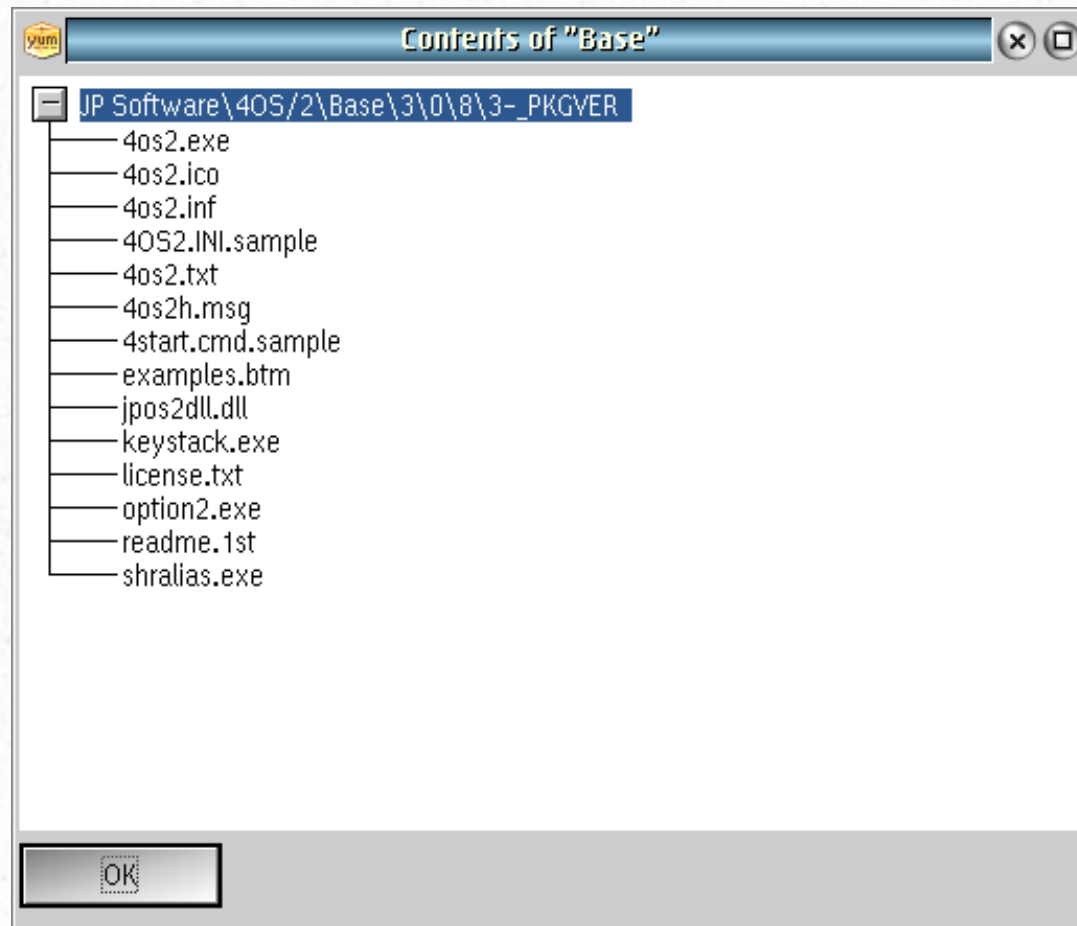 yum
Contents of "Base"
JP Software\4OS/2\Base\3\0\8\3-_PKGVER
4os2.exe
4os2.ico
4os2.inf
4OS2.INI.sample
4os2.txt
4os2h.msg
4start.cmd.sample
examples.btm
jpos2dll.dll
keystack.exe
license.txt
option2.exe
readme.1st
shralias.exe
OK